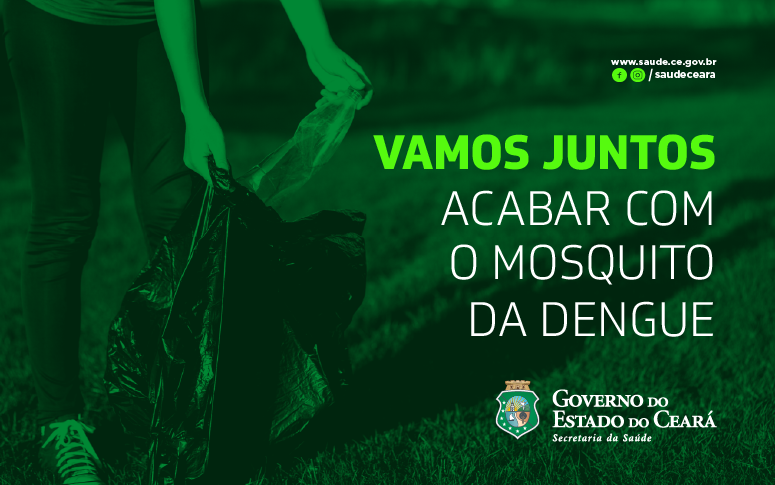 www.saude.ce.gov.br
/saudeceara
VAMOS JUNTOS
ACABAR COM
O MOSQUITO
DA DENGUE
GOVERNO DO
ESTADO DO CEARÁ
Secretaria da Saúde